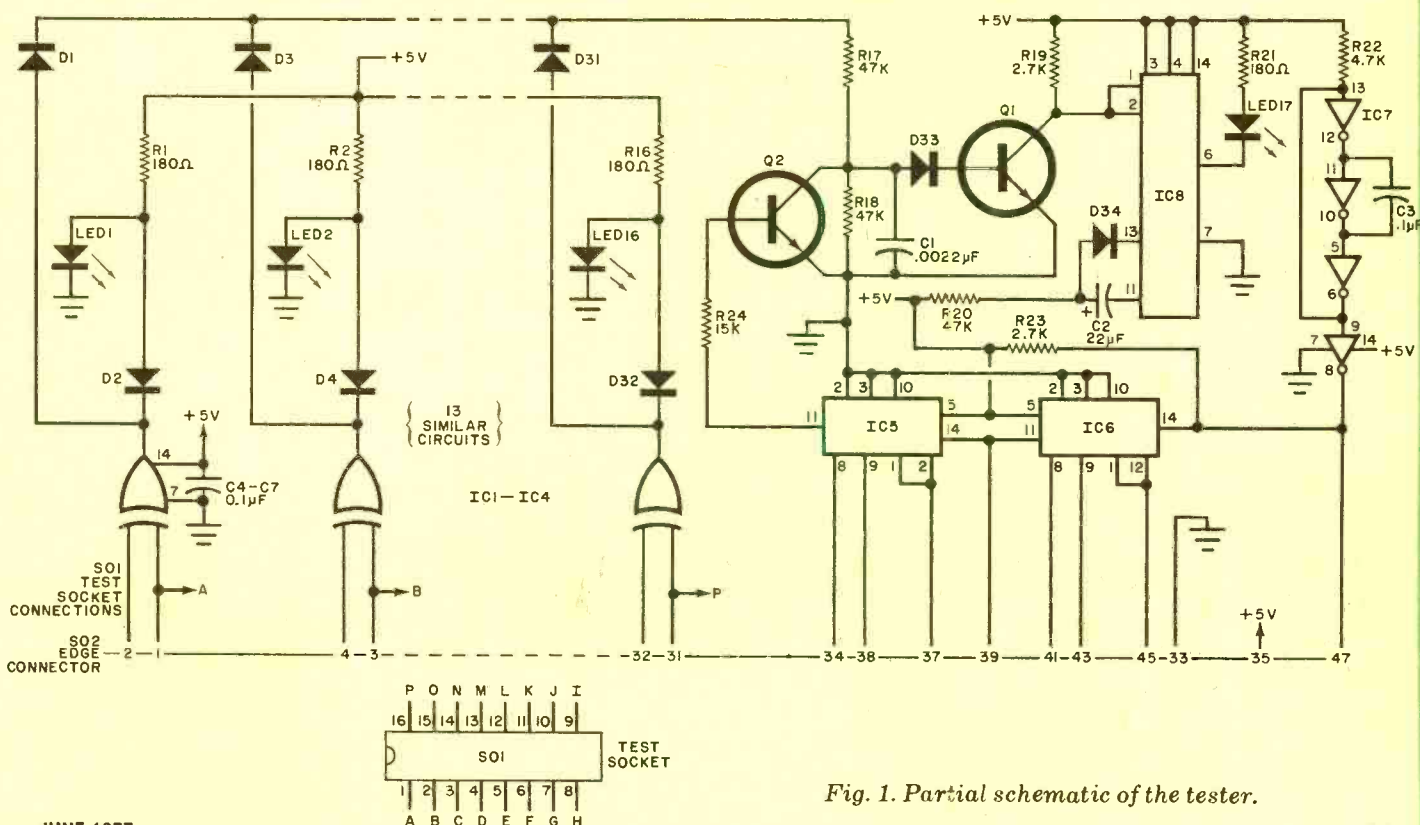 D1
D3
D31
+5V
R17
47K
+5V
R19
2.7K
3 4 14
R21
180Ω
R22
4.7K
R1
180Ω
R2
180Ω
R16
180Ω
1
2
LED17
13
IC7
12
Q1
Q2
D33
6
11
IC8
C3
.1µF
LED1
LED2
LED16
R18
47K
D34
13
10
5
C1
.0022µF
7
11
6
R24
15K
+5V
R20
47K
+
C2
22µF
R23
2.7K
9
7
14
+5V
8
D2
D4
D32
2 3 10
2 3 10
{ 13
SIMILAR
CIRCUITS }
11
IC5
5
14
5
11
IC6
14
+5V
14
7
C4–C7
0.1µF
IC1–IC4
8 9 1 2
8 9 1 12
SO1
TEST
SOCKET
CONNECTIONS
A
B
P
+5V
SO2
EDGE
CONNECTOR
2 1
4 3
32 31
34 38 37 39 41 43 45 33 35 47
P O N M L K J I
16 15 14 13 12 11 10 9
SO1
TEST
SOCKET
1 2 3 4 5 6 7 8
A B C D E F G H
Fig. 1. Partial schematic of the tester.